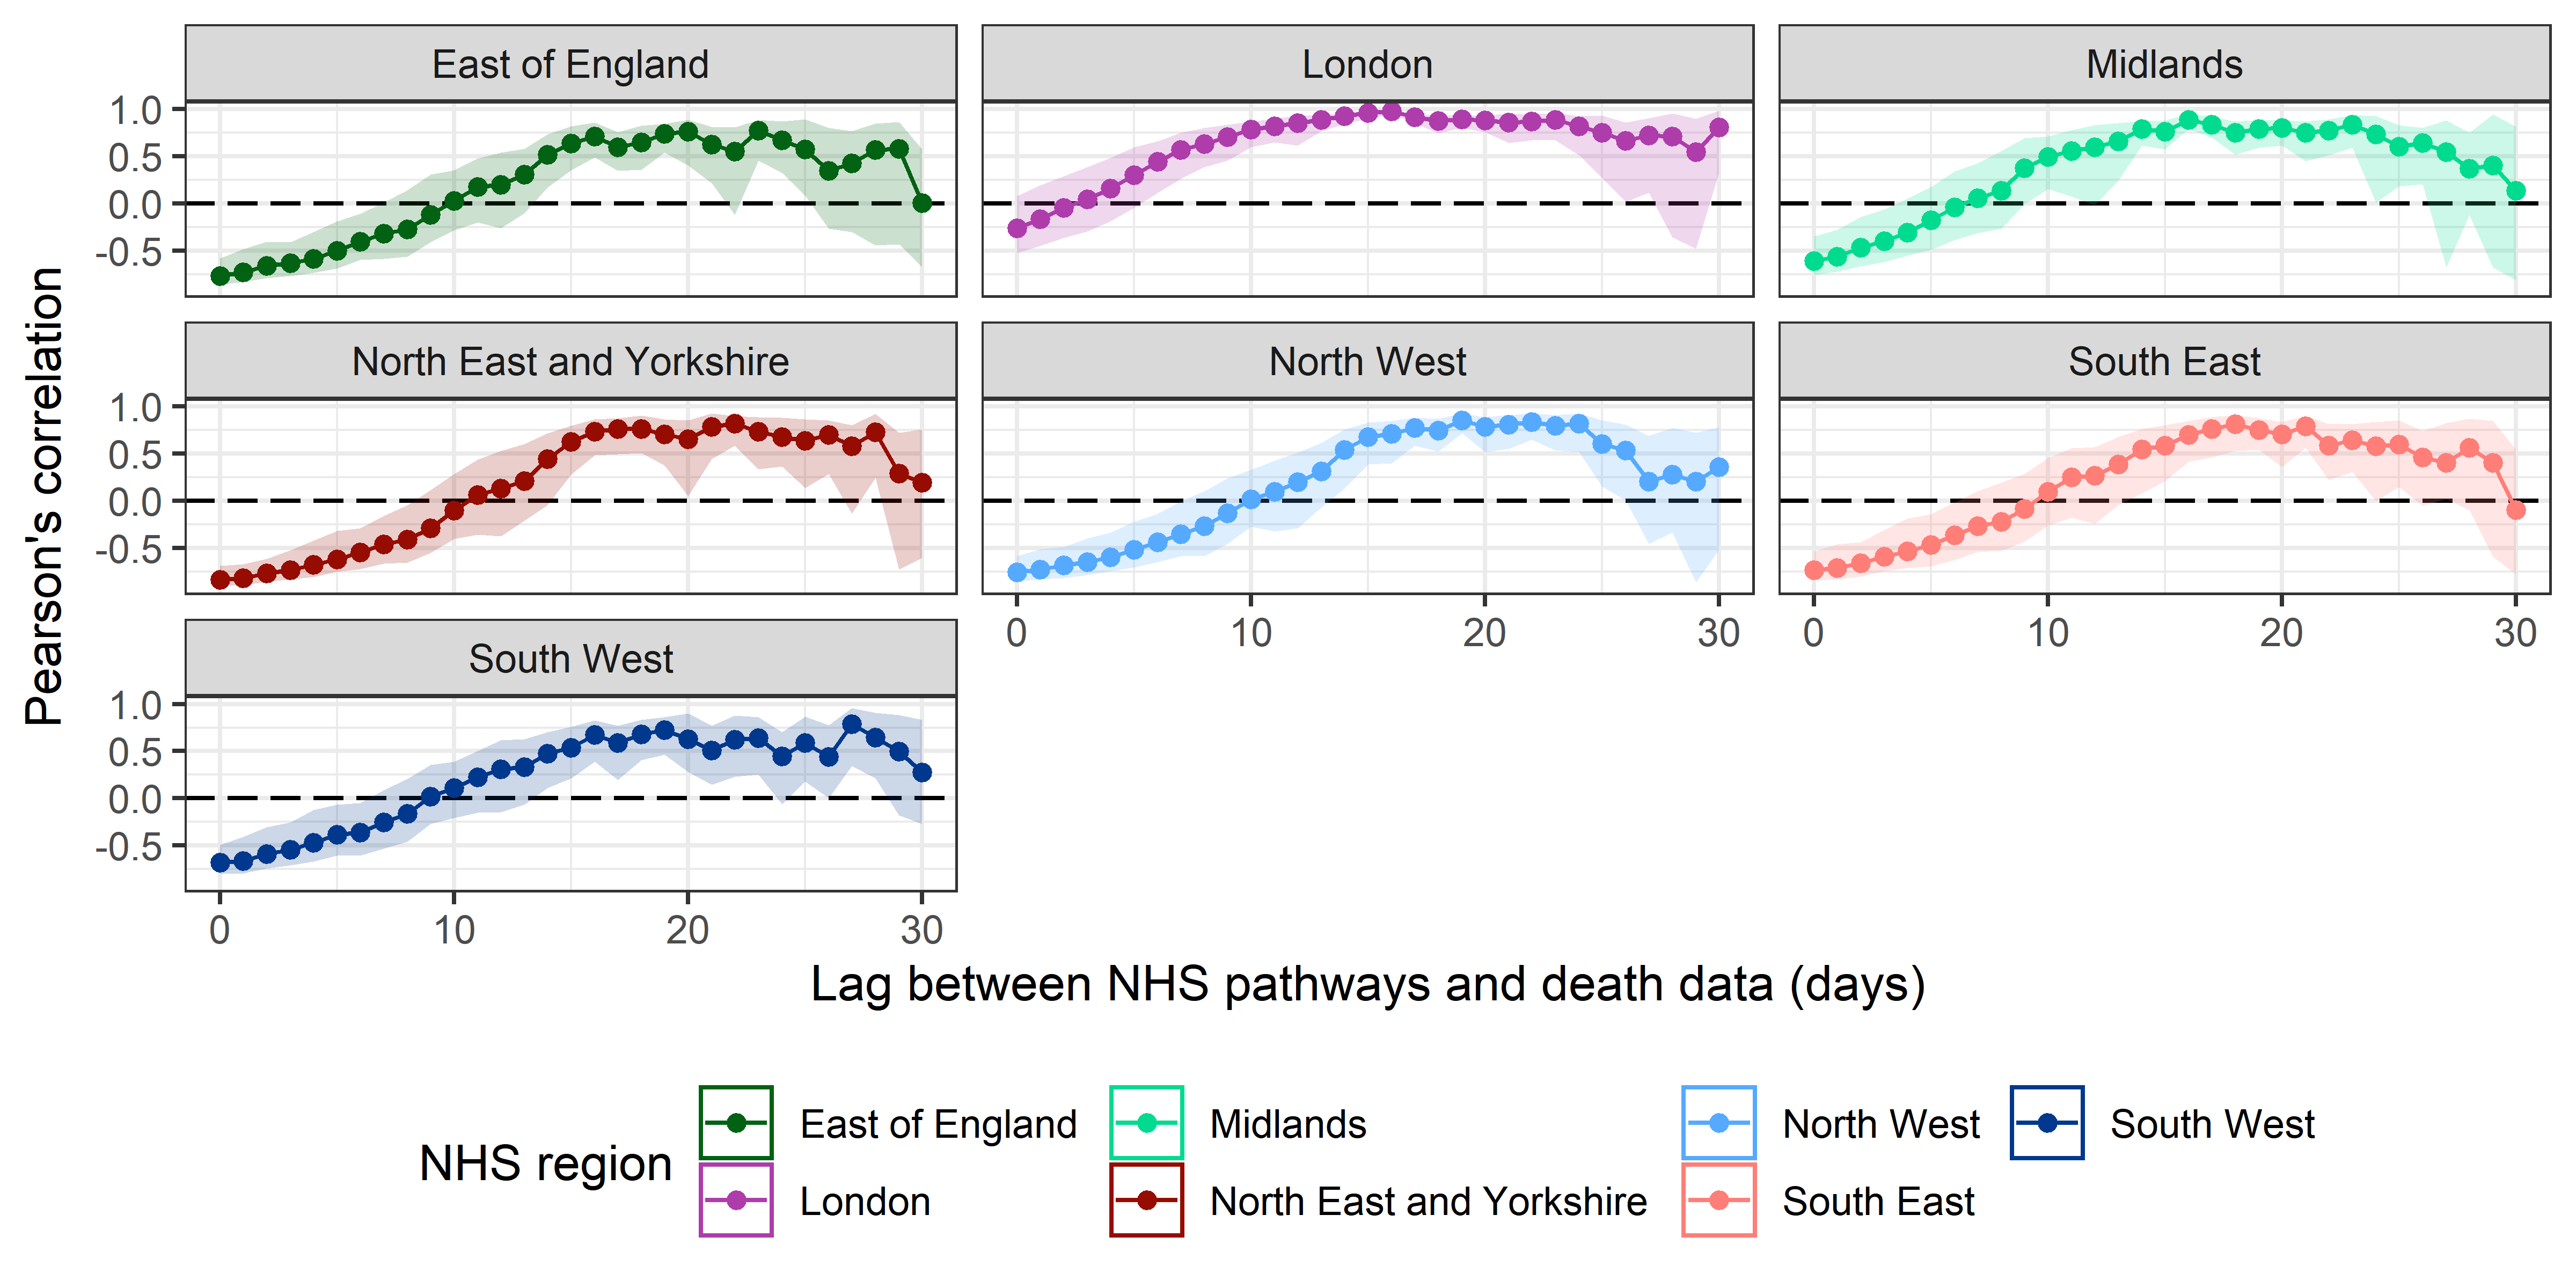 East of England
London
Midlands
1.0
0.5
0.0
-0.5
North East and Yorkshire
North West
South East
1.0
0.5
0.0
-0.5
0 10 20 30
0 10 20 30
South West
1.0
0.5
0.0
-0.5
0 10 20 30
Pearson's correlation
Lag between NHS pathways and death data (days)
NHS region
East of England
London
Midlands
North East and Yorkshire
North West
South East
South West